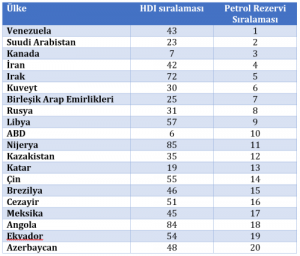 Ülke HDI sıralaması Petrol Rezervi Sıralaması
Venezuela 43 1
Suudi Arabistan 23 2
Kanada 7 3
İran 42 4
Irak 72 5
Kuveyt 30 6
Birleşik Arap Emirlikleri 25 7
Rusya 31 8
Libya 57 9
ABD 6 10
Nijerya 85 11
Kazakistan 35 12
Katar 19 13
Çin 55 14
Brezilya 46 15
Cezayir 51 16
Meksika 45 17
Angola 84 18
Ekvador 54 19
Azerbaycan 48 20